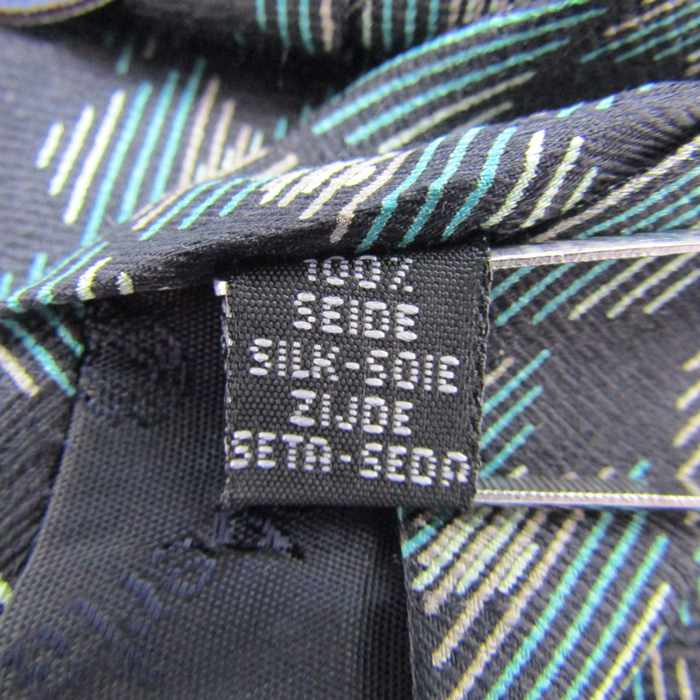 100%
SEIDE
SILK-SOIE
ZIJDE
SETA-SEDA